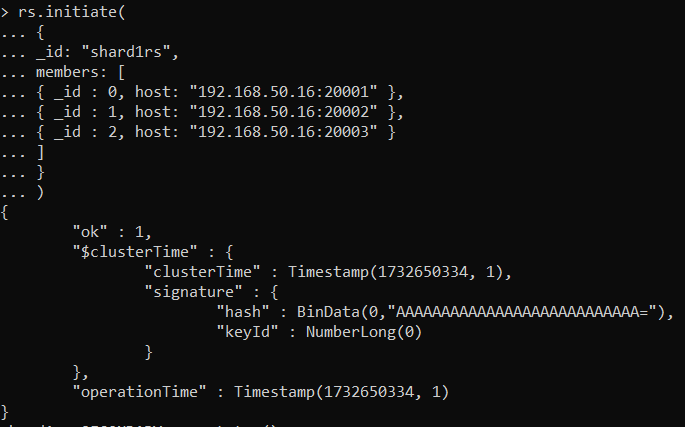 > rs.initiate(
... {
... _id: "shard1rs",
... members: [
... { _id : 0, host: "192.168.50.16:20001" },
... { _id : 1, host: "192.168.50.16:20002" },
... { _id : 2, host: "192.168.50.16:20003" }
... ]
... }
... )
{
        "ok" : 1,
        "$clusterTime" : {
                "clusterTime" : Timestamp(1732650334, 1),
                "signature" : {
                        "hash" : BinData(0,"AAAAAAAAAAAAAAAAAAAAAAAAAAA="),
                        "keyId" : NumberLong(0)
                }
        },
        "operationTime" : Timestamp(1732650334, 1)
}